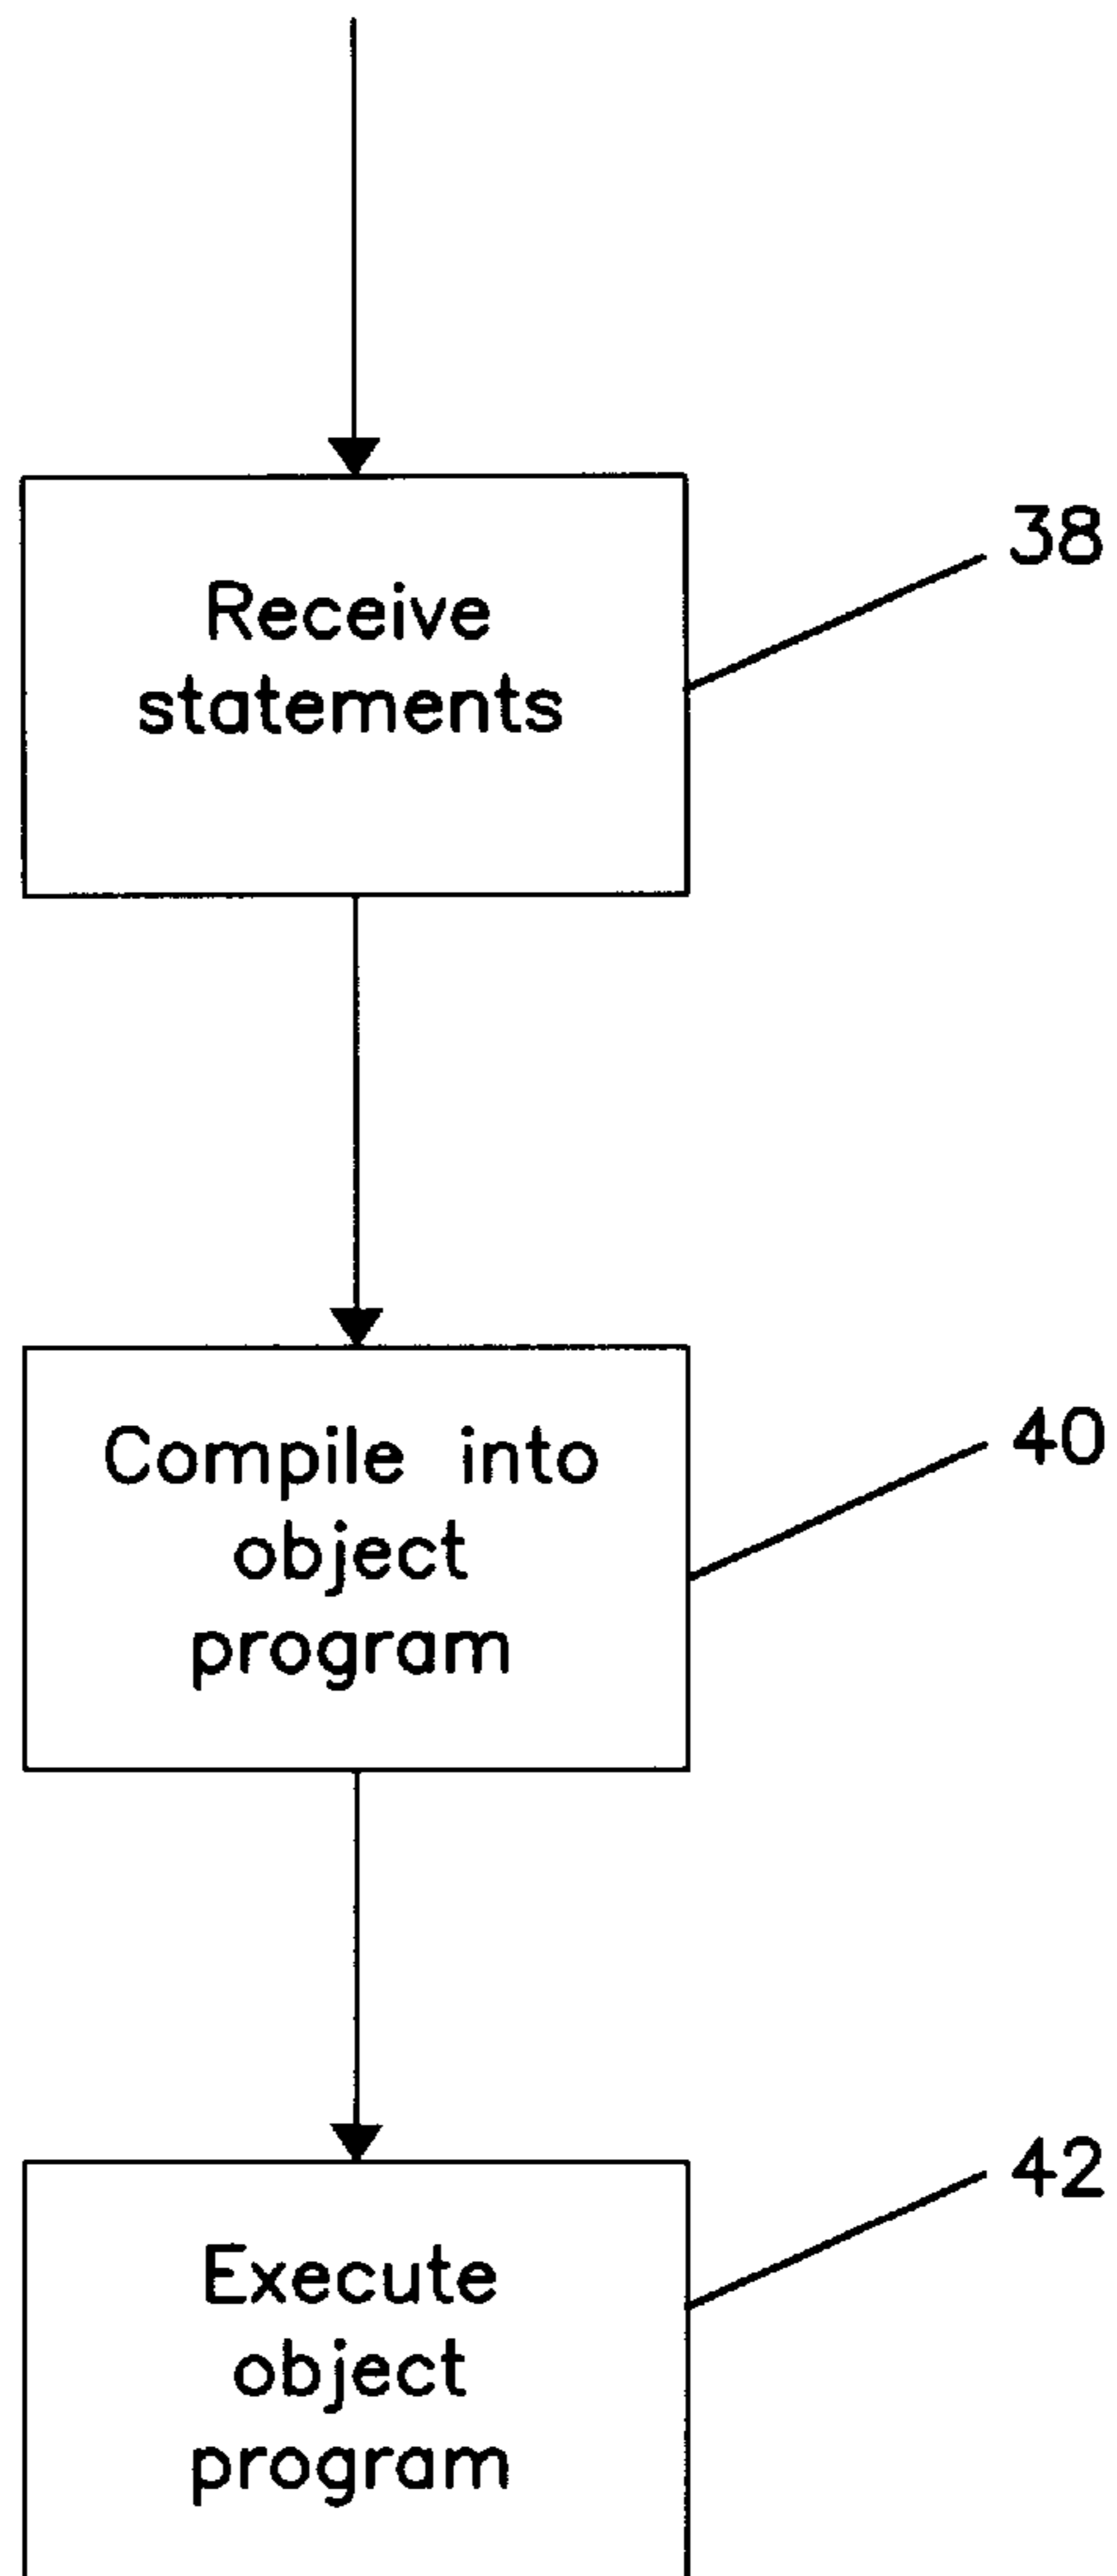 Receive
statements
38
Compile into
object
program
40
Execute
object
program
42